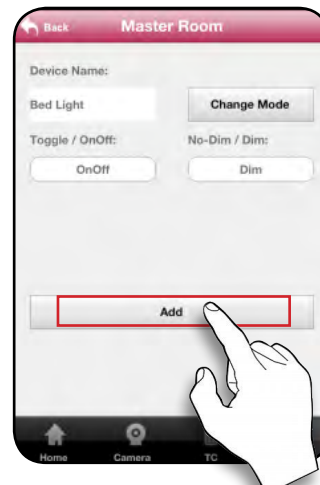 Back Master Room
Device Name:
Bed Light Change Mode
Toggle / OnOff: No-Dim / Dim:
OnOff Dim
Add
Home Camera TC